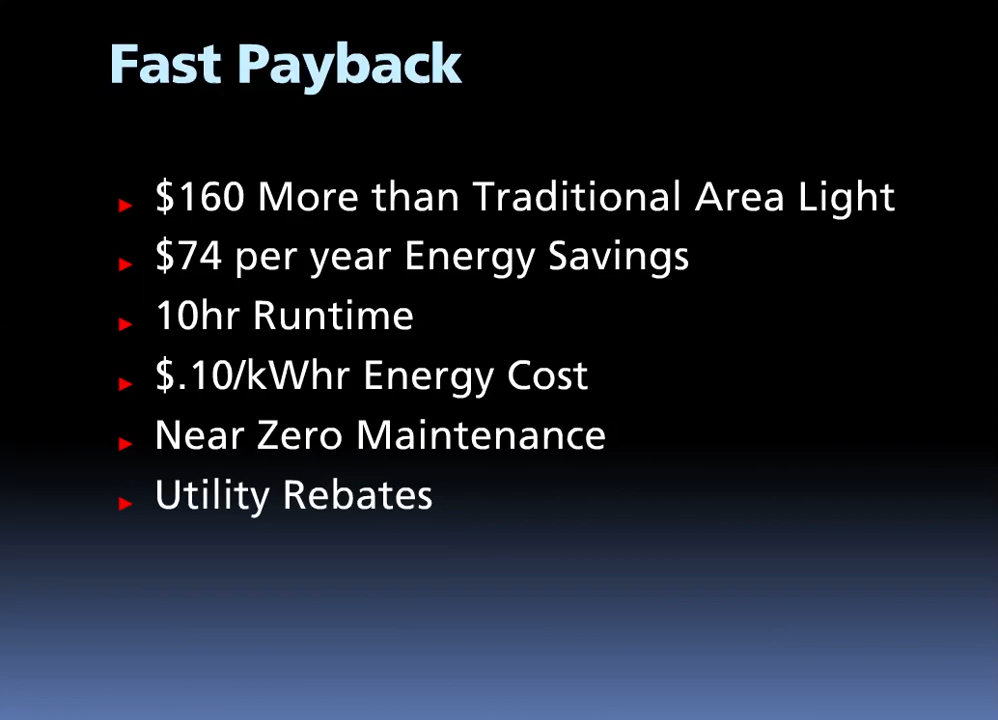 Fast Payback
$160 More than Traditional Area Light
$74 per year Energy Savings
10hr Runtime
$.10/kWhr Energy Cost
Near Zero Maintenance
Utility Rebates